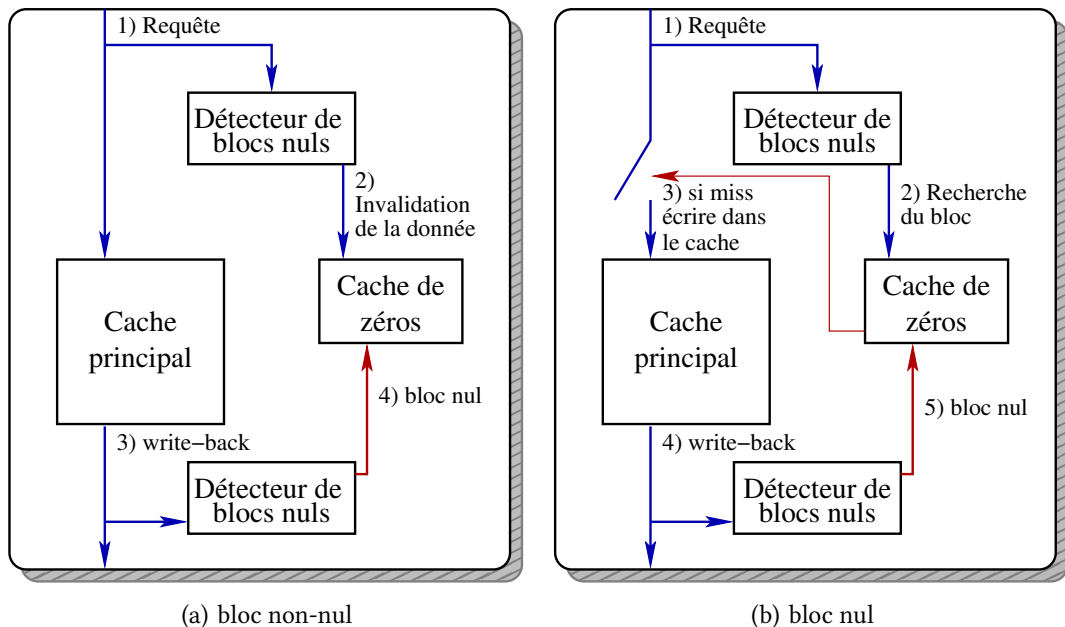 1) Requête
Détecteur de
blocs nuls
2)
Invalidation
de la donnée
Cache
principal
Cache de
zéros
4) bloc nul
3) write−back
Détecteur de
blocs nuls
(a) bloc non-nul
1) Requête
Détecteur de
blocs nuls
3) si miss
écrire dans
le cache
2) Recherche
du bloc
Cache
principal
Cache de
zéros
5) bloc nul
4) write−back
Détecteur de
blocs nuls
(b) bloc nul